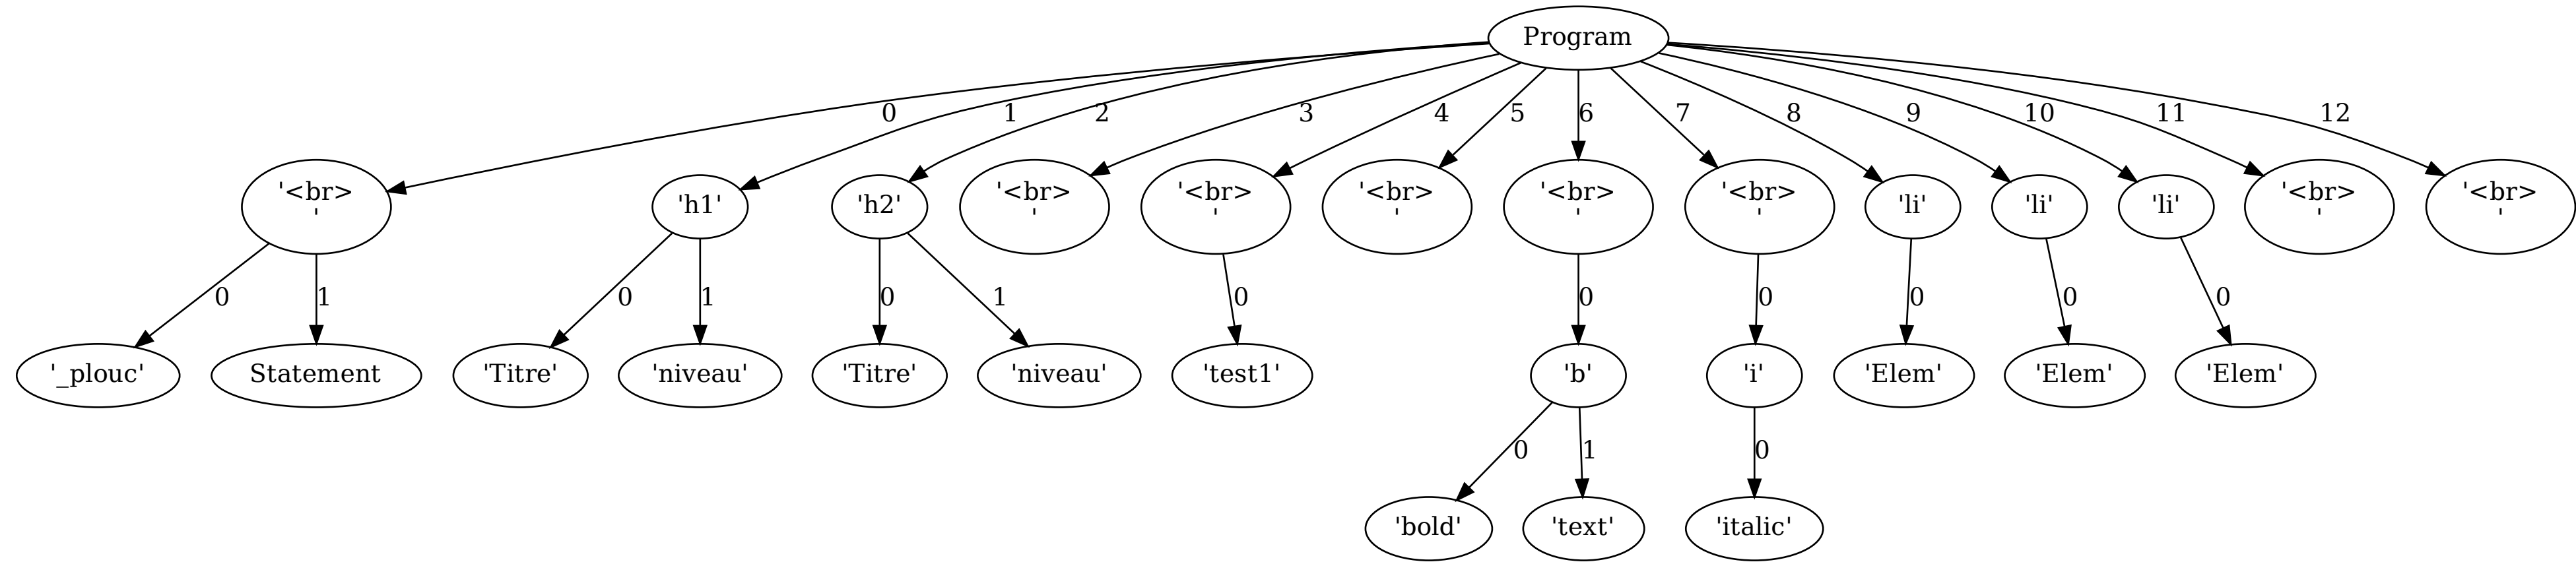 Program
0 1 2 3 4 5 6 7 8 9 10 11 12
'<br> '<br> '<br> '<br> '<br> '<br> '<br> '<br>
'h1' 'h2' 'li' 'li' 'li'
' ' ' ' ' ' ' '
0 1 0 1 0 1 0 0 0 0 0 0
'_plouc' Statement 'Titre' 'niveau' 'Titre' 'niveau' 'test1' 'b' 'i' 'Elem' 'Elem' 'Elem'
0 1 0
'bold' 'text' 'italic'